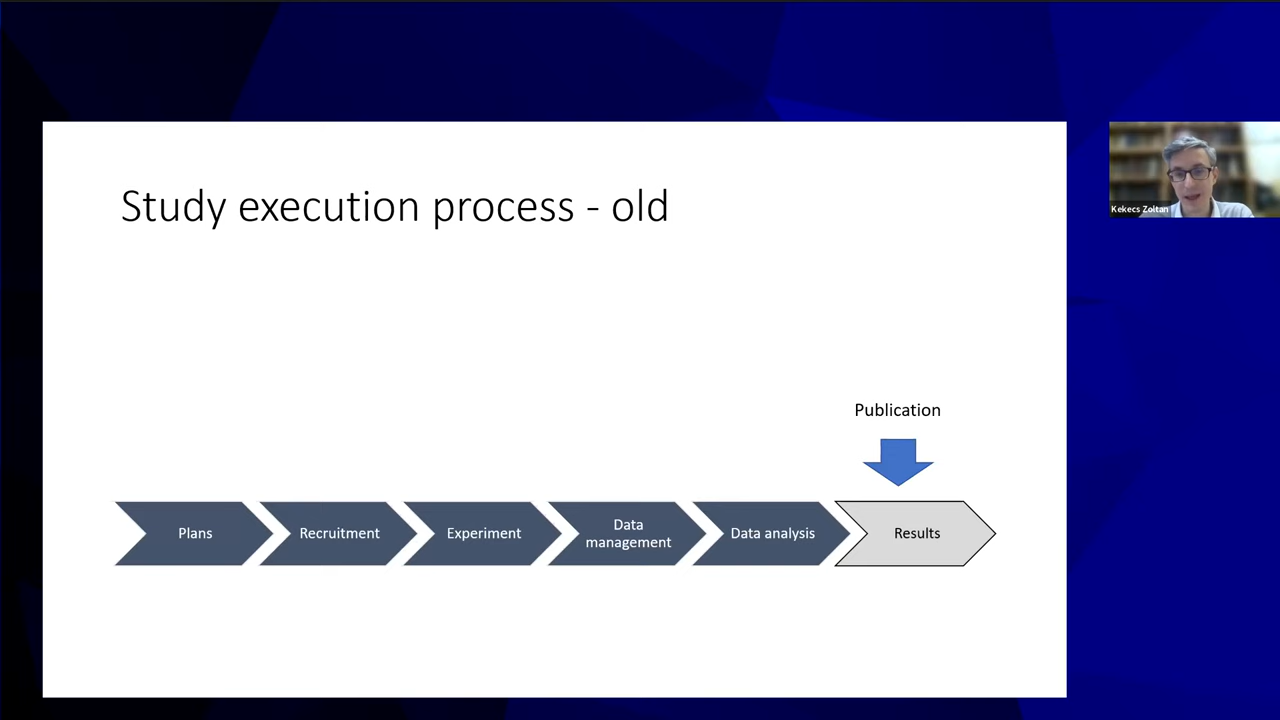 Study execution process - old
Kekecs Zoltan
Publication
Plans
Recruitment
Experiment
Data
management
Data analysis
Results